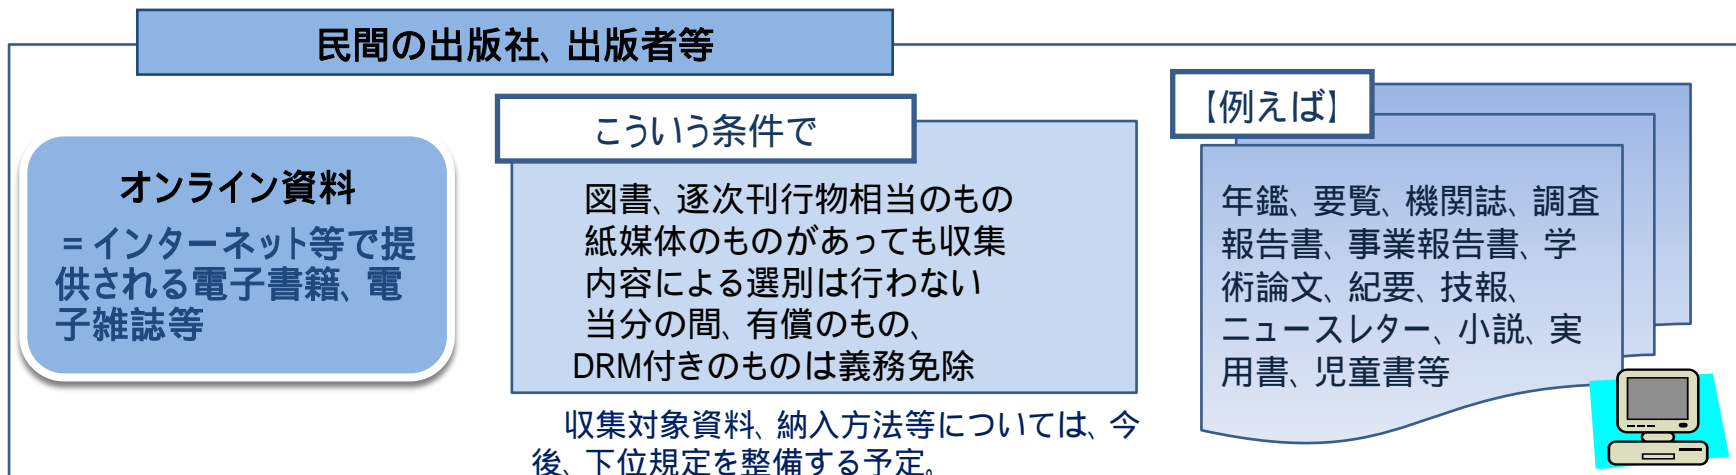 民間の出版社、出版者等
オンライン資料
=インターネット等で提
供される電子書籍、電
子雑誌等
こういう条件で
図書、逐次刊行物相当のもの
紙媒体のものがあっても収集
内容による選別は行わない
当分の間、有償のもの、
DRM付きのものは義務免除
収集対象資料、納入方法等については、今
後、下位規定を整備する予定。
【例えば】
年鑑、要覧、機関誌、調査
報告書、事業報告書、学
術論文、紀要、技報、
ニュースレター、小説、実
用書、児童書等